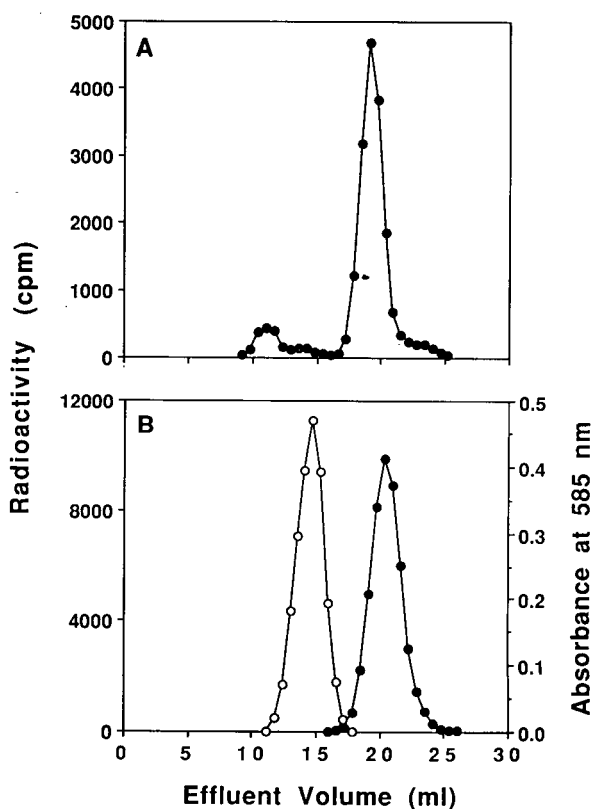 5000
A
4000
3000
2000
1000
0
Radioactivity (cpm)
12000
B
8000
4000
0
0.5
0.4
0.3
0.2
0.1
0.0
Absorbance at 585 nm
0 5 10 15 20 25 30
Effluent Volume (ml)